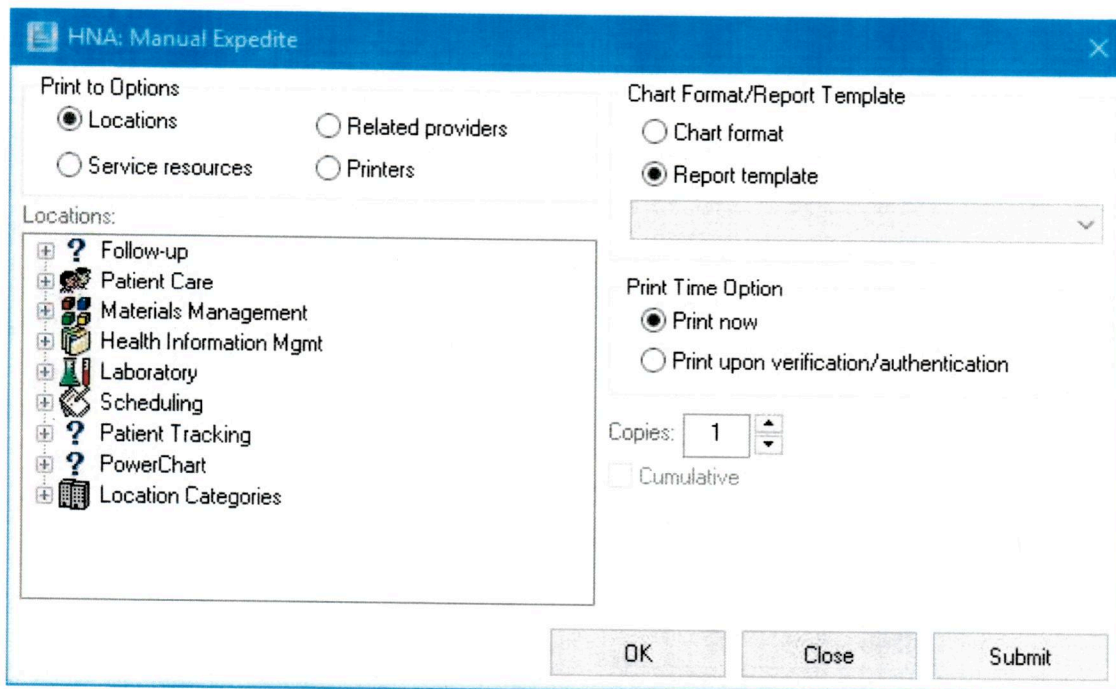 HNA: Manual Expedite
Print to Options
Locations
Related providers
Service resources
Printers
Locations:
Follow-up
Patient Care
Materials Management
Health Information Mgmt
Laboratory
Scheduling
Patient Tracking
PowerChart
Location Categories
Chart Format/Report Template
Chart format
Report template
Print Time Option
Print now
Print upon verification/authentication
Copies: 1
Cumulative
OK
Close
Submit